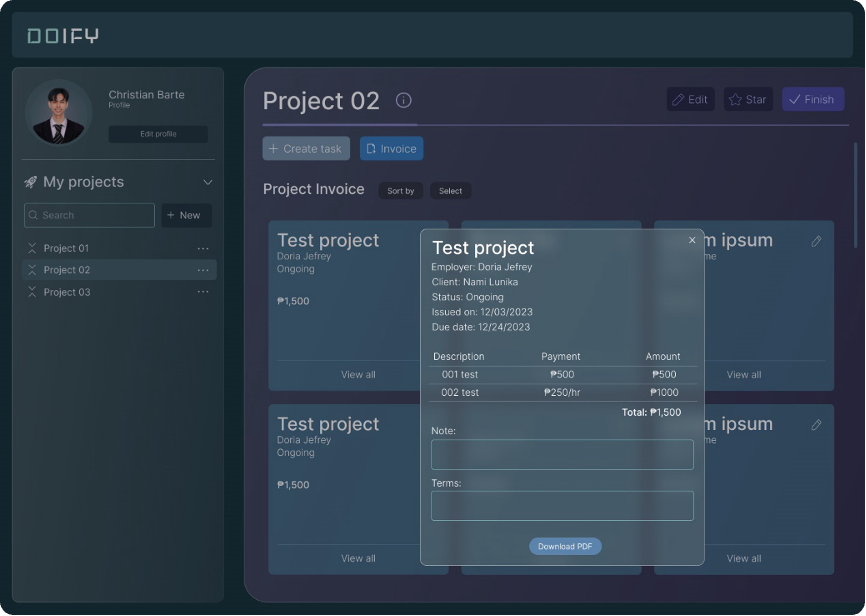 DOIFY
Christian Barte
Profile
Edit profile
My projects
Search
+ New
Project 01
Project 02
Project 03
Project 02
Edit
Star
Finish
+ Create task
Invoice
Project Invoice
Sort by
Select
Test project
Doria Jefrey
Ongoing
₱1,500
View all
m ipsum
me
View all
Test project
Doria Jefrey
Ongoing
₱1,500
View all
m ipsum
me
View all
Test project
Employer: Doria Jefrey
Client: Nami Lunika
Status: Ongoing
Issued on: 12/03/2023
Due date: 12/24/2023
Description Payment Amount
001 test ₱500 ₱500
002 test ₱250/hr ₱1000
Total: ₱1,500
Note:
Terms:
Download PDF